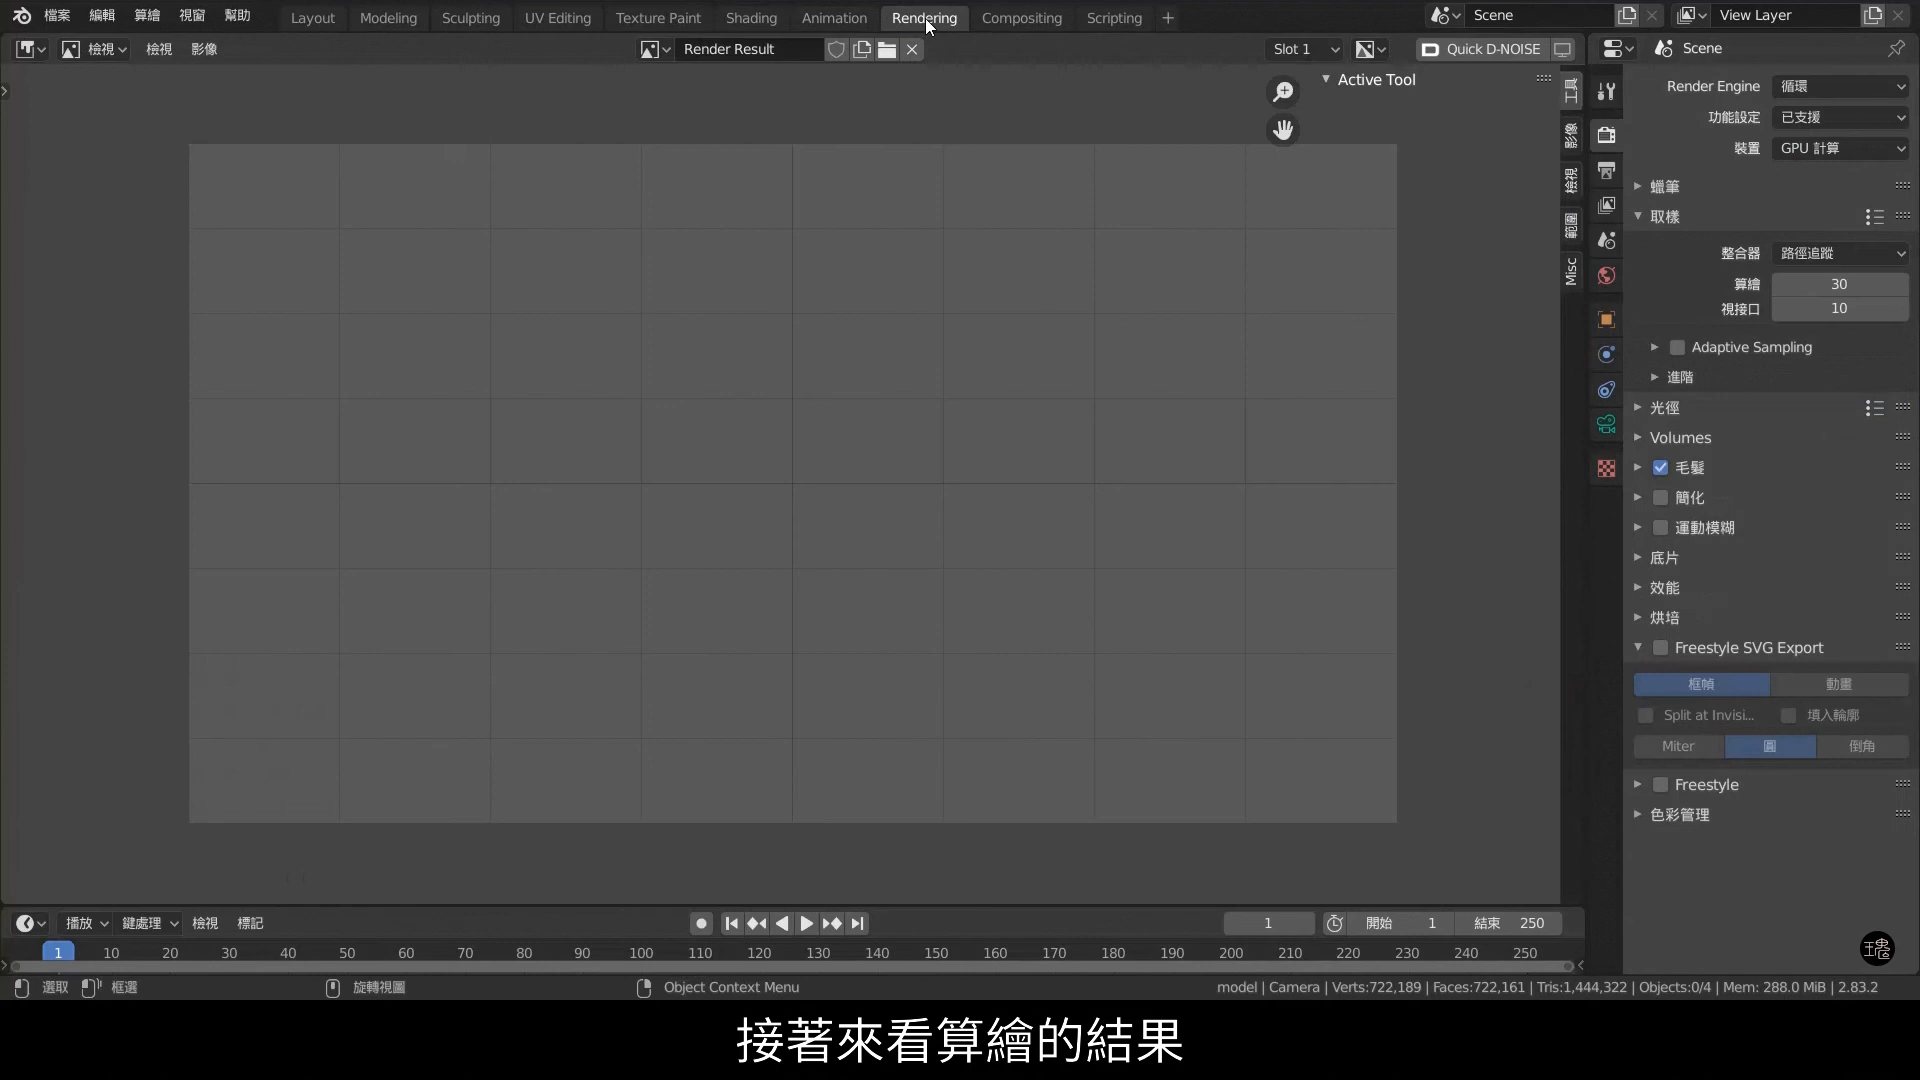 檔案 編輯 算繪 視窗 幫助 Layout Modeling Sculpting UV Editing Texture Paint Shading Animation Rendering Compositing Scripting + Scene View Layer
檢視 檢視 影像 Render Result Slot 1 Quick D-NOISE Scene
Active Tool
工具
影像
檢視
範圍
Misc
Render Engine 循環
功能設定 已支援
裝置 GPU 計算
蠟筆
取樣
整合器 路徑追蹤
算繪 30
視接口 10
Adaptive Sampling
進階
光徑
Volumes
毛髮
簡化
運動模糊
底片
效能
烘培
Freestyle SVG Export
框幀 動畫
Split at Invisi... 填入輪廓
Miter 圓 倒角
Freestyle
色彩管理
播放 鍵處理 檢視 標記 1 開始 1 結束 250
1 10 20 30 40 50 60 70 80 90 100 110 120 130 140 150 160 170 180 190 200 210 220 230 240 250
選取 框選 旋轉視圖 Object Context Menu model | Camera | Verts:722,189 | Faces:722,161 | Tris:1,444,322 | Objects:0/4 | Mem: 288.0 MiB | 2.83.2
接著來看算繪的結果